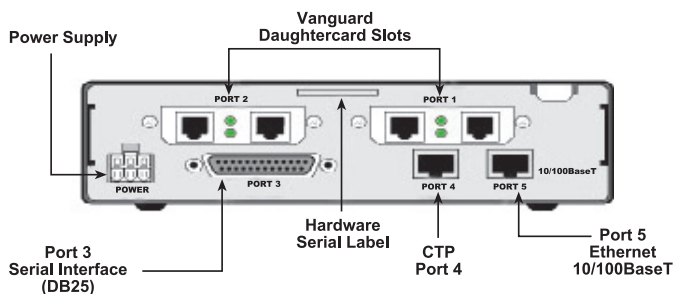 Vanguard
Daughtercard Slots
Power Supply
PORT 2
PORT 1
POWER
PORT 3
PORT 4
PORT 5
10/100BaseT
Hardware
Serial Label
Port 3
Serial Interface
(DB25)
CTP
Port 4
Port 5
Ethernet
10/100BaseT